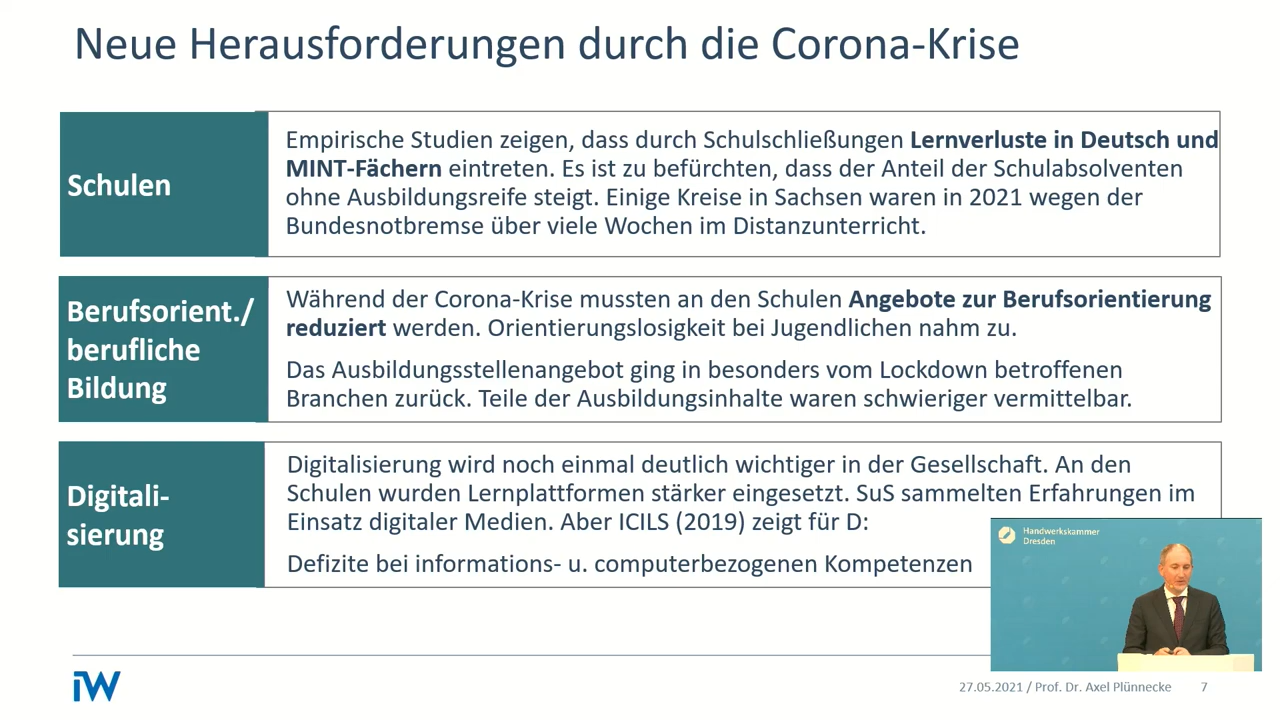 Neue Herausforderungen durch die Corona-Krise
Schulen
Empirische Studien zeigen, dass durch Schulschließungen Lernverluste in Deutsch und
MINT-Fächern eintreten. Es ist zu befürchten, dass der Anteil der Schulabsolventen
ohne Ausbildungsreife steigt. Einige Kreise in Sachsen waren in 2021 wegen der
Bundesnotbremse über viele Wochen im Distanzunterricht.
Berufsorient./
berufliche
Bildung
Während der Corona-Krise mussten an den Schulen Angebote zur Berufsorientierung
reduziert werden. Orientierungslosigkeit bei Jugendlichen nahm zu.
Das Ausbildungsstellenangebot ging in besonders vom Lockdown betroffenen
Branchen zurück. Teile der Ausbildungsinhalte waren schwieriger vermittelbar.
Digitali-
sierung
Digitalisierung wird noch einmal deutlich wichtiger in der Gesellschaft. An den
Schulen wurden Lernplattformen stärker eingesetzt. SuS sammelten Erfahrungen im
Einsatz digitaler Medien. Aber ICILS (2019) zeigt für D:
Defizite bei informations- u. computerbezogenen Kompetenzen
Handwerkskammer
Dresden
iW
27.05.2021 / Prof. Dr. Axel Plünnecke 7